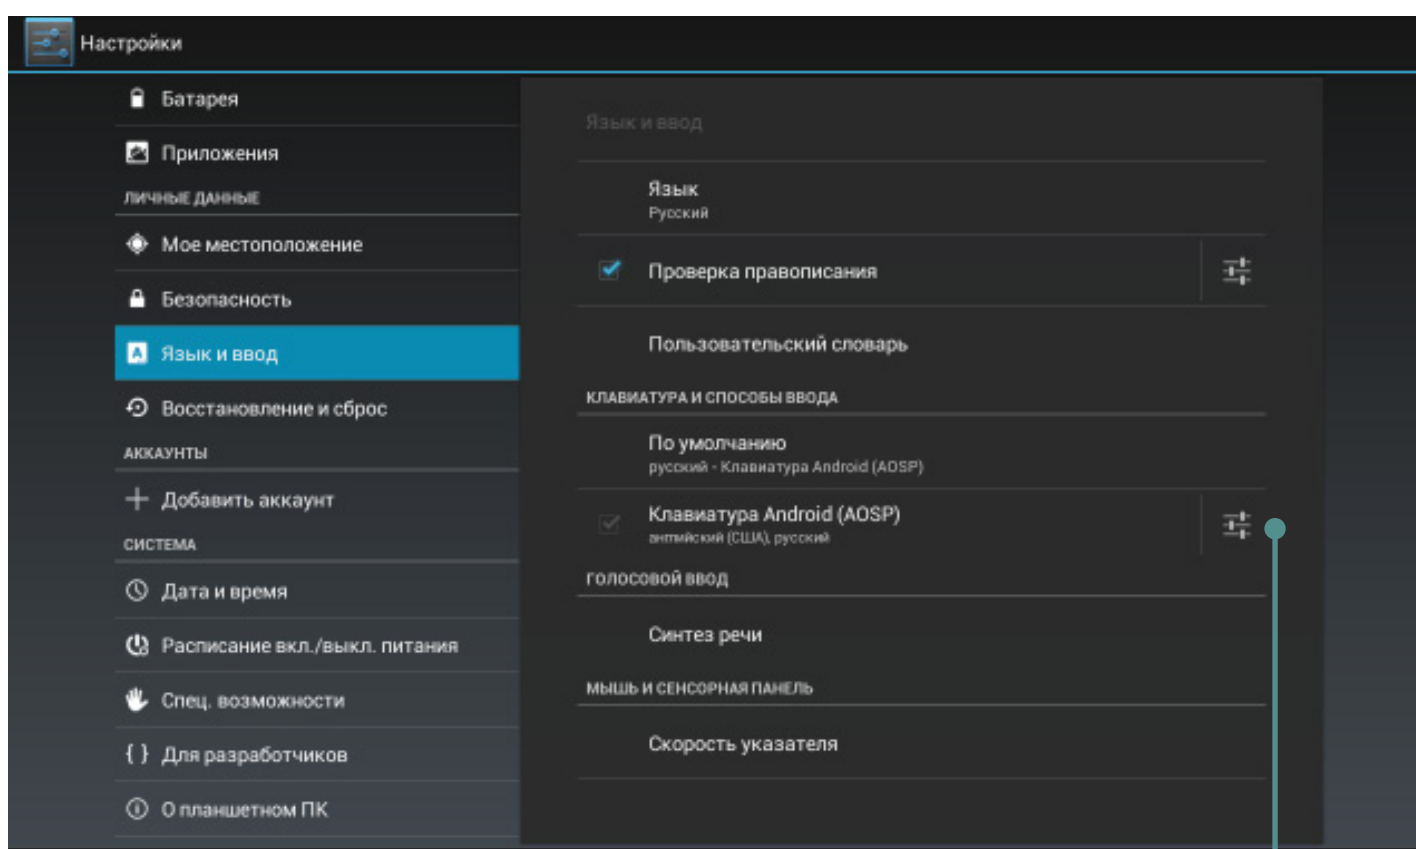 Настройки
Батарея
Приложения
ЛИЧНЫЕ ДАННЫЕ
Мое местоположение
Безопасность
Язык и ввод
Восстановление и сброс
АККАУНТЫ
Добавить аккаунт
СИСТЕМА
Дата и время
Расписание вкл./выкл. питания
Спец. возможности
{ } Для разработчиков
О планшетном ПК
Язык и ввод
Язык
Русский
Проверка правописания
Пользовательский словарь
КЛАВИАТУРА И СПОСОБЫ ВВОДА
По умолчанию
русский - Клавиатура Android (AOSP)
Клавиатура Android (AOSP)
английский (США), русский
ГОЛОСОВОЙ ВВОД
Синтез речи
МЫШЬ И СЕНСОРНАЯ ПАНЕЛЬ
Скорость указателя